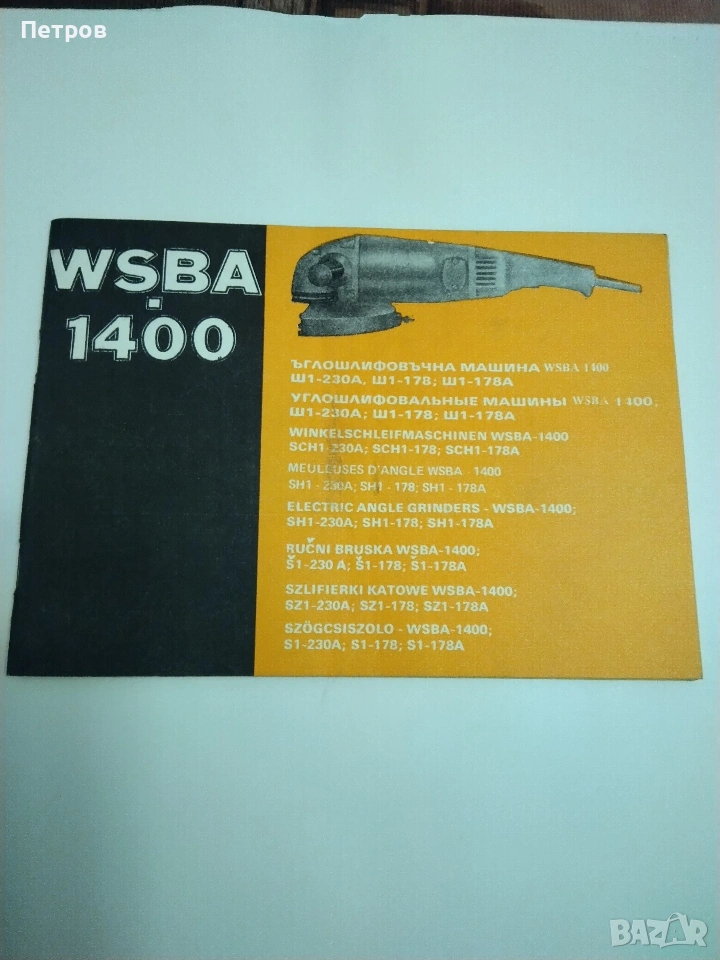 Петров
WSBA
-
1400
ЪГЛОШЛИФОВЪЧНА МАШИНА WSBA 1400
Ш1-230А, Ш1-178; Ш1-178А
УГЛОШЛИФОВАЛЬНЫЕ МАШИНЫ WSBA 1400;
Ш1-230А; Ш1-178; Ш1-178А
WINKELSCHLEIFMASCHINEN WSBA-1400
SCH1-230A; SCH1-178; SCH1-178A
MEULLEUSES D'ANGLE WSBA - 1400
SH1 - 230A; SH1 - 178; SH1 - 178A
ELECTRIC ANGLE GRINDERS - WSBA-1400;
SH1-230A; SH1-178; SH1-178A
RUČNI BRUSKA WSBA-1400;
Š1-230 A; Š1-178; Š1-178A
SZLIFIERKI KATOWE WSBA-1400;
SZ1-230A; SZ1-178; SZ1-178A
SZÖGCSISZOLO - WSBA-1400;
S1-230A; S1-178; S1-178A
BAZAR